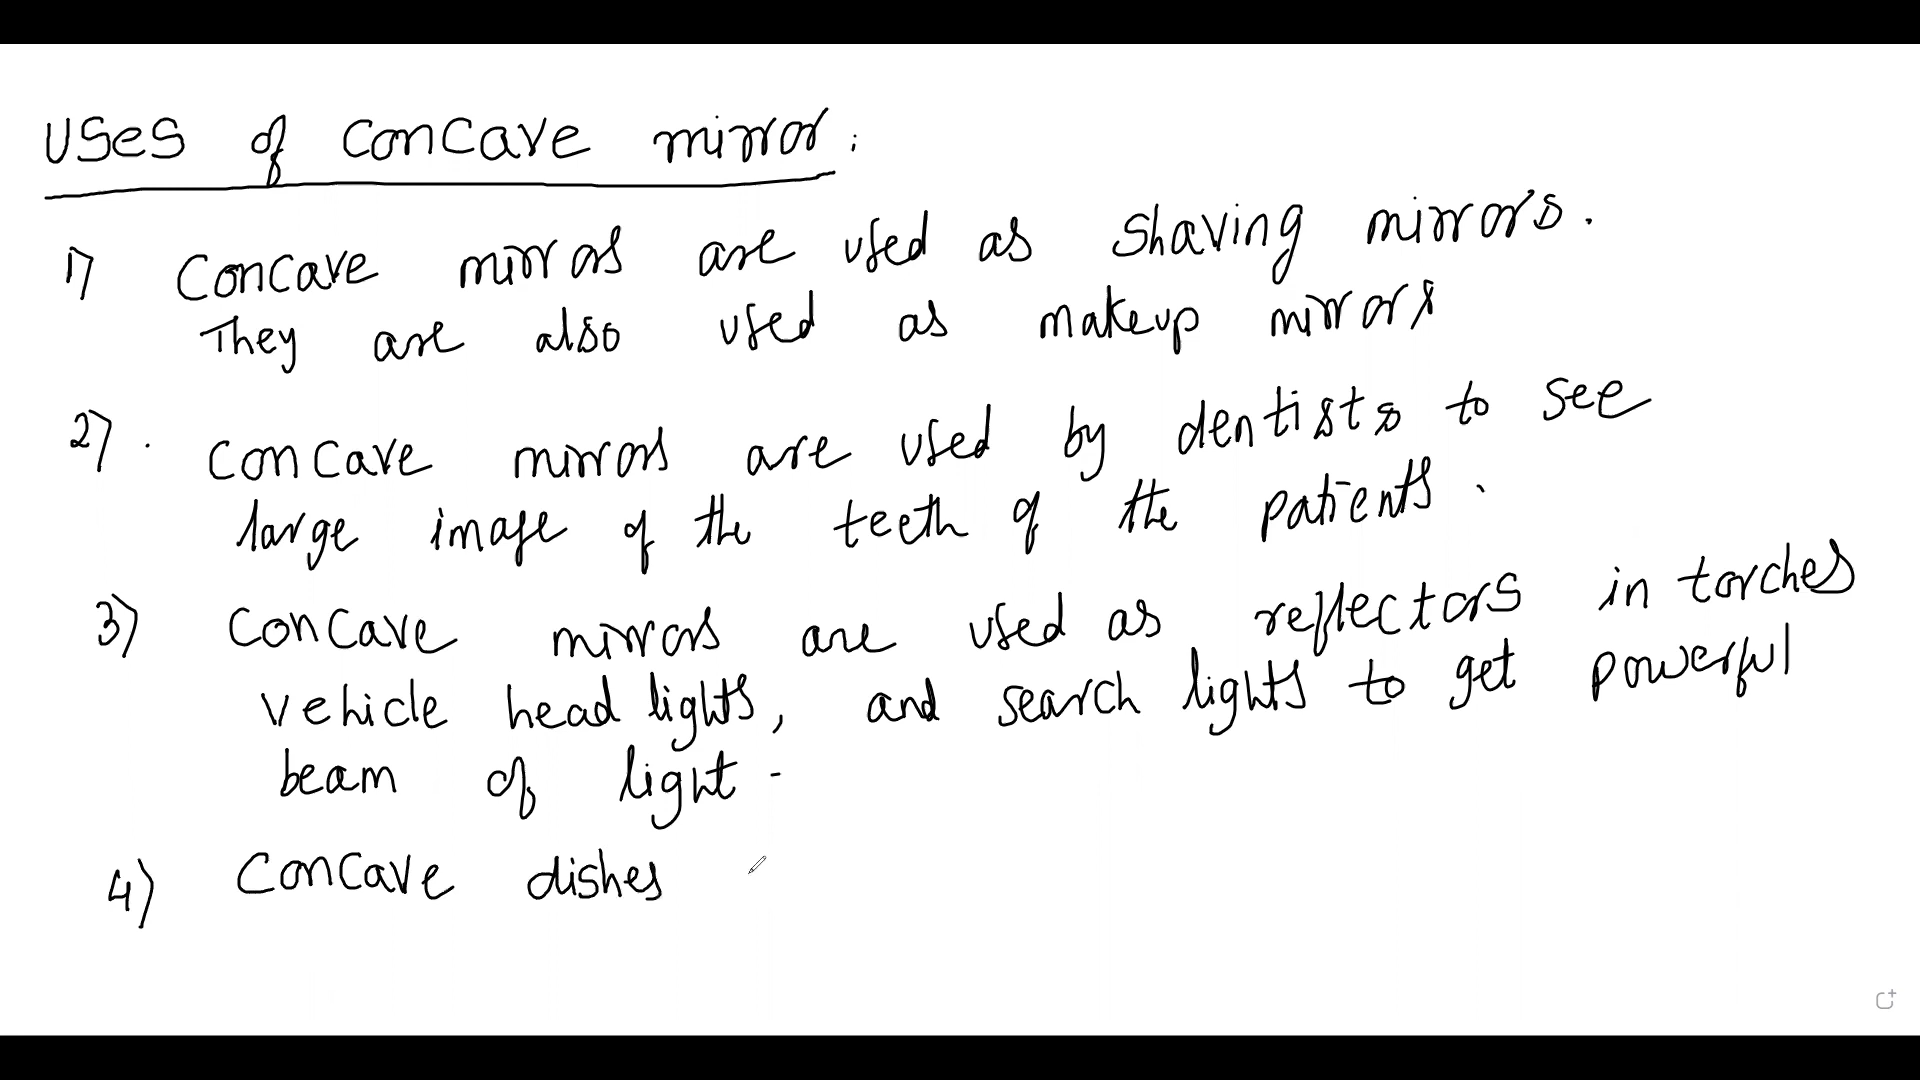 Uses of concave mirror:
1) Concave mirrors are used as shaving mirrors.
They are also used as makeup mirrors
2). Concave mirrors are used by dentists to see
large image of the teeth of the patients.
3) Concave mirrors are used as reflectors in torches
vehicle head lights, and search lights to get powerful
beam of light.
4) Concave dishes